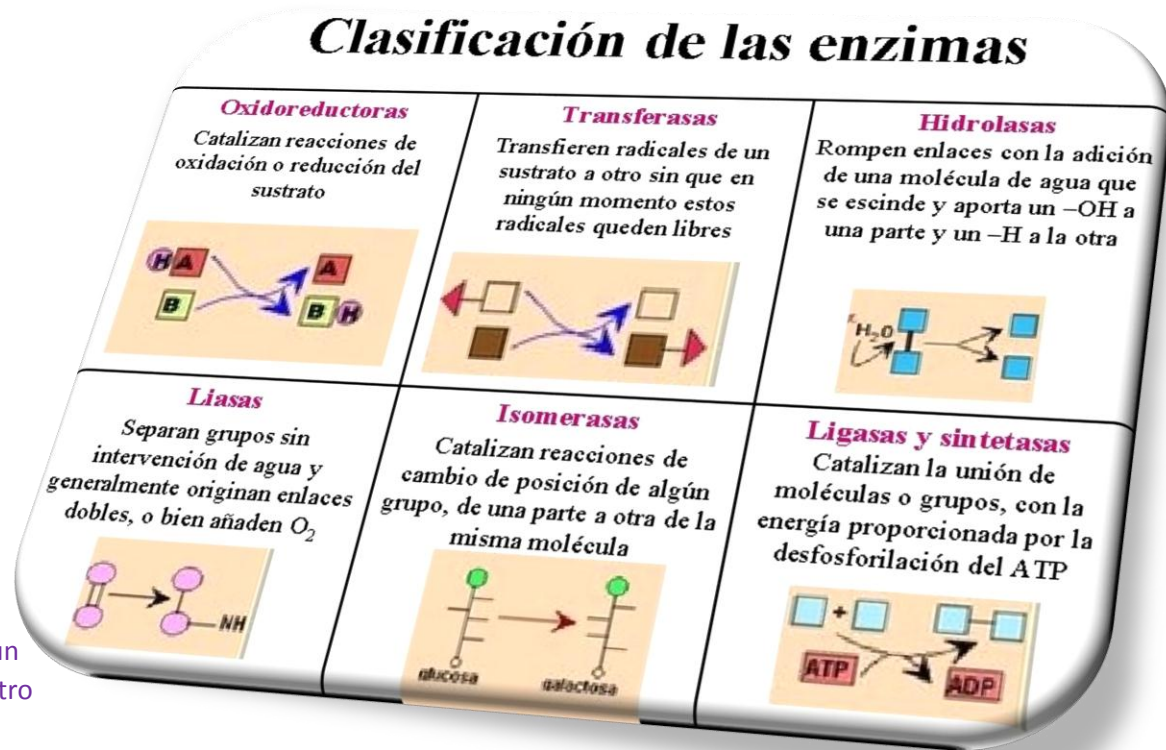 Clasificación de las enzimas
Oxidoreductoras
Catalizan reacciones de
oxidación o reducción del
sustrato
H A
A
B
B H
Transferasas
Transfieren radicales de un
sustrato a otro sin que en
ningún momento estos
radicales queden libres
Hidrolasas
Rompen enlaces con la adición
de una molécula de agua que
se escinde y aporta un –OH a
una parte y un –H a la otra
H₂O
Liasas
Separan grupos sin
intervención de agua y
generalmente originan enlaces
dobles, o bien añaden O₂
NH
Isomerasas
Catalizan reacciones de
cambio de posición de algún
grupo, de una parte a otra de la
misma molécula
glucosa
galactosa
Ligasas y sintetasas
Catalizan la unión de
moléculas o grupos, con la
energía proporcionada por la
desfosforilación del ATP
+
ATP
ADP